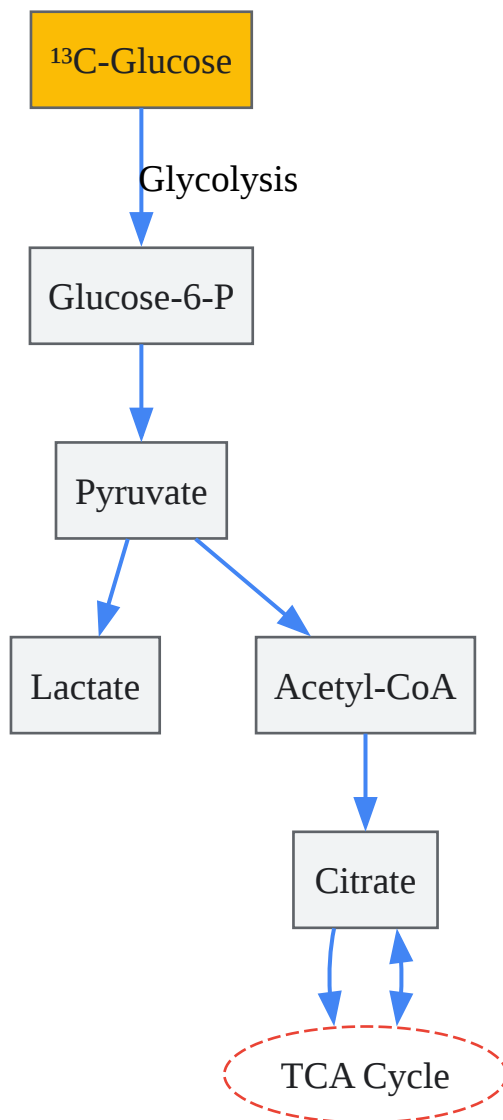 ¹³C-Glucose
Glycolysis
Glucose-6-P
Pyruvate
Lactate
Acetyl-CoA
Citrate
TCA Cycle